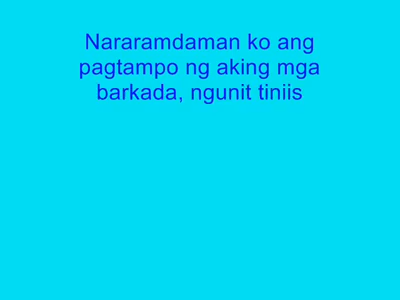 Nararamdaman ko ang
pagtampo ng aking mga
barkada, ngunit tiniis